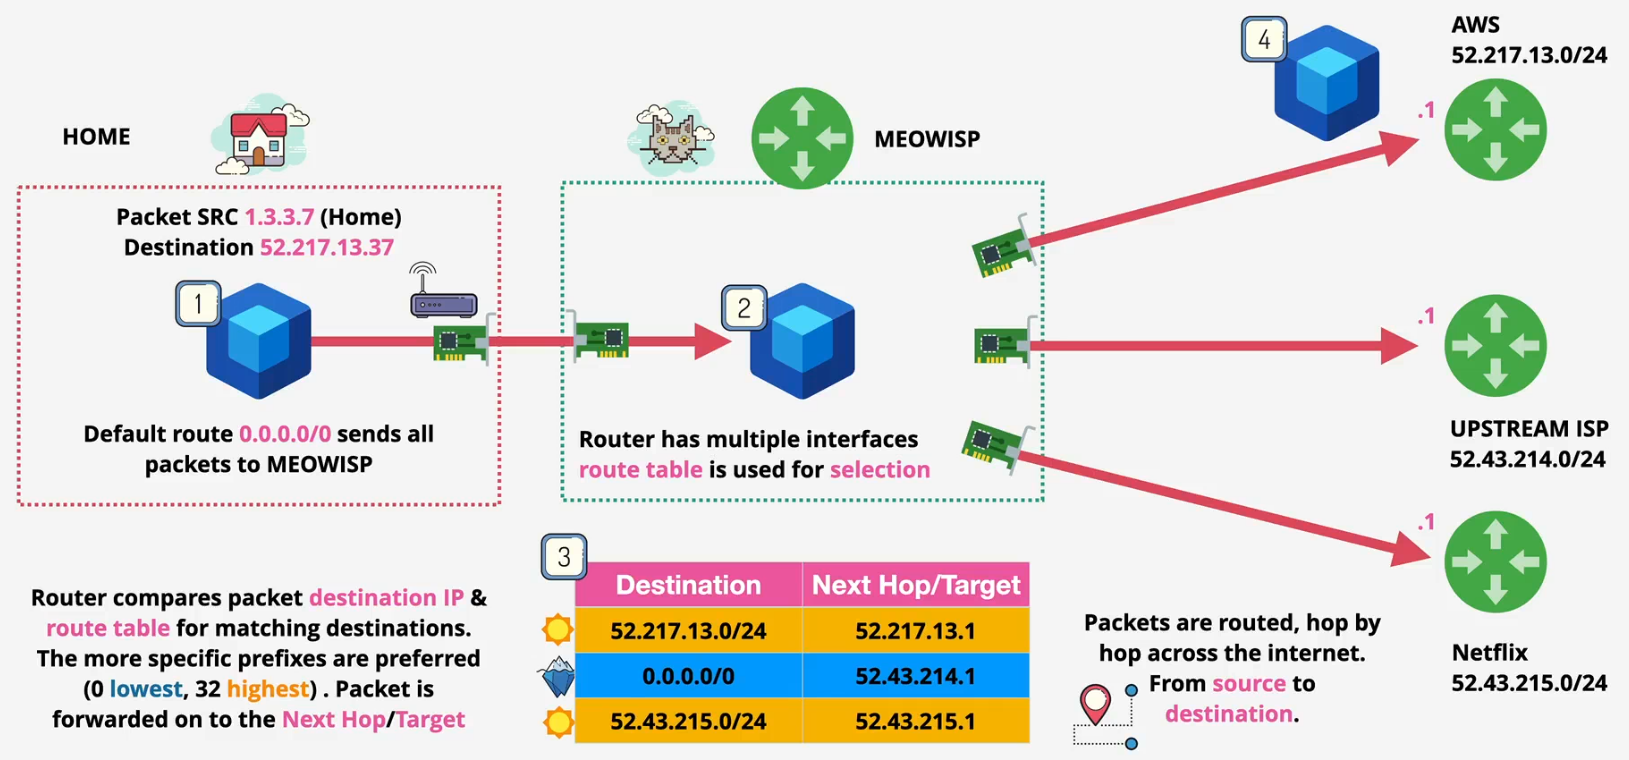 HOME
Packet SRC 1.3.3.7 (Home)
Destination 52.217.13.37
1
Default route 0.0.0.0/0 sends all
packets to MEOWISP
MEOWISP
2
Router has multiple interfaces
route table is used for selection
4
AWS
52.217.13.0/24
.1
.1
UPSTREAM ISP
52.43.214.0/24
.1
Netflix
52.43.215.0/24
Router compares packet destination IP &
route table for matching destinations.
The more specific prefixes are preferred
(0 lowest, 32 highest) . Packet is
forwarded on to the Next Hop/Target
3
Destination Next Hop/Target
52.217.13.0/24 52.217.13.1
0.0.0.0/0 52.43.214.1
52.43.215.0/24 52.43.215.1
Packets are routed, hop by
hop across the internet.
From source to
destination.